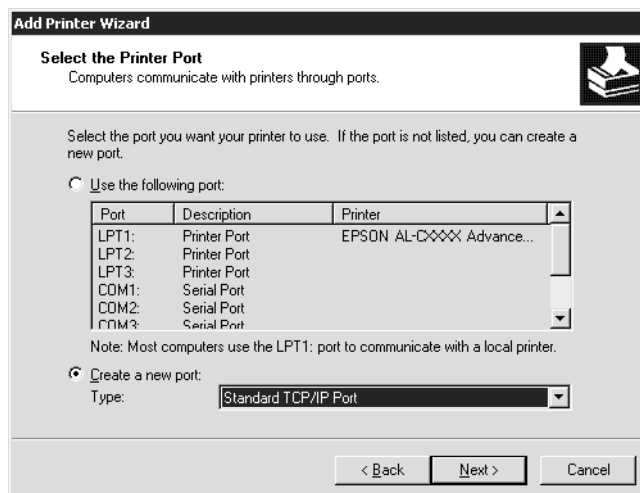 Add Printer Wizard
Select the Printer Port
Computers communicate with printers through ports.
Select the port you want your printer to use. If the port is not listed, you can create a
new port.
Use the following port:
Port Description Printer
LPT1: Printer Port EPSON AL-CXXXX Advance...
LPT2: Printer Port
LPT3: Printer Port
COM1: Serial Port
COM2: Serial Port
COM3: Serial Port
Note: Most computers use the LPT1: port to communicate with a local printer.
Create a new port:
Type: Standard TCP/IP Port
< Back Next > Cancel